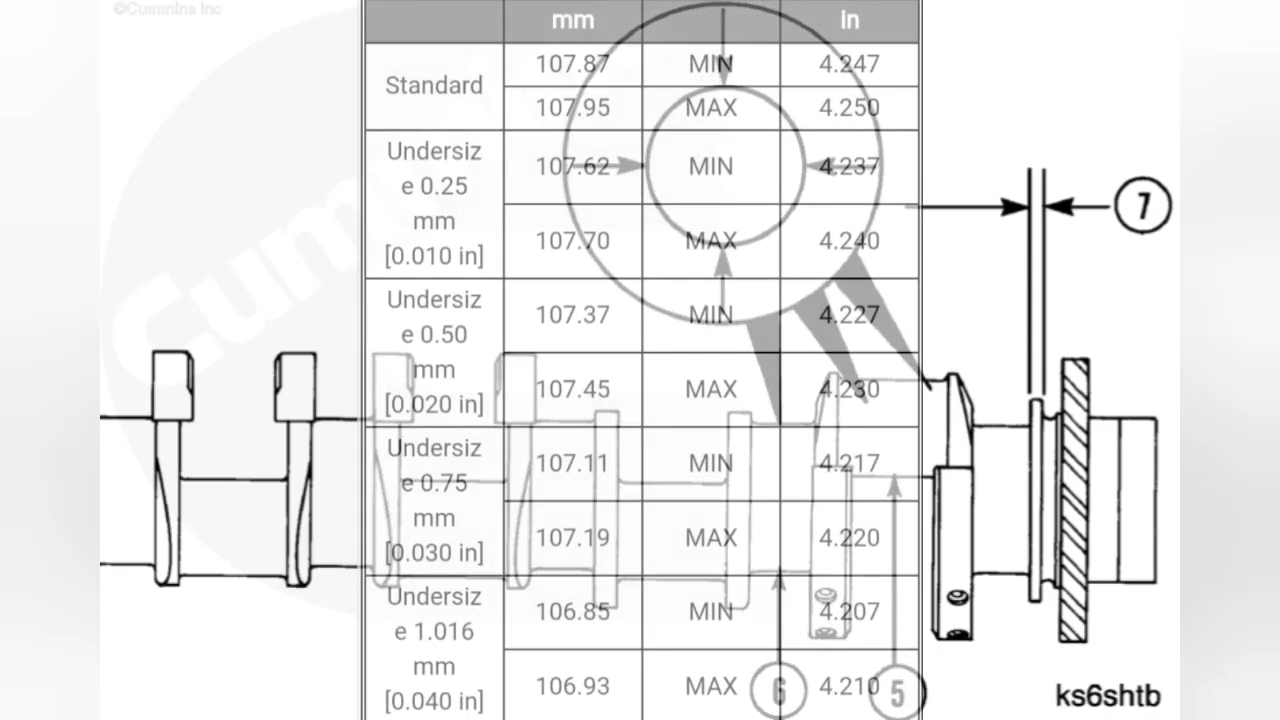 ©Cummins Inc
mm in
Standard 107.87 MIN 4.247
107.95 MAX 4.250
Undersiz
e 0.25
mm
[0.010 in]
107.62 MIN 4.237
107.70 MAX 4.240
Undersiz
e 0.50
mm
[0.020 in]
107.37 MIN 4.227
107.45 MAX 4.230
Undersiz
e 0.75
mm
[0.030 in]
107.11 MIN 4.217
107.19 MAX 4.220
Undersiz
e 1.016
mm
[0.040 in]
106.85 MIN 4.207
106.93 MAX 4.210
7
6
5
ks6shtb